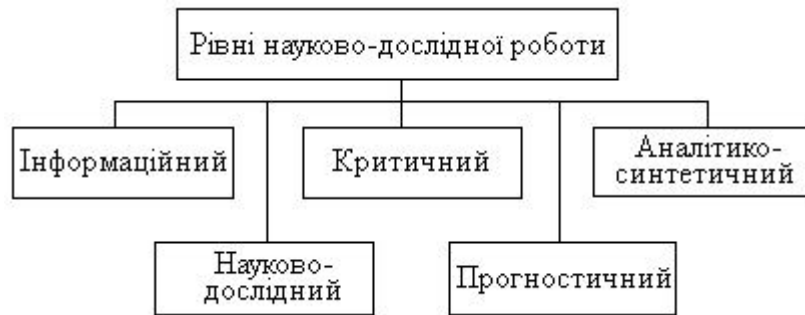 Рівні науково-дослідної роботи
Інформаційний
Критичний
Аналітико-
синтетичний
Науково-
дослідний
Прогностичний